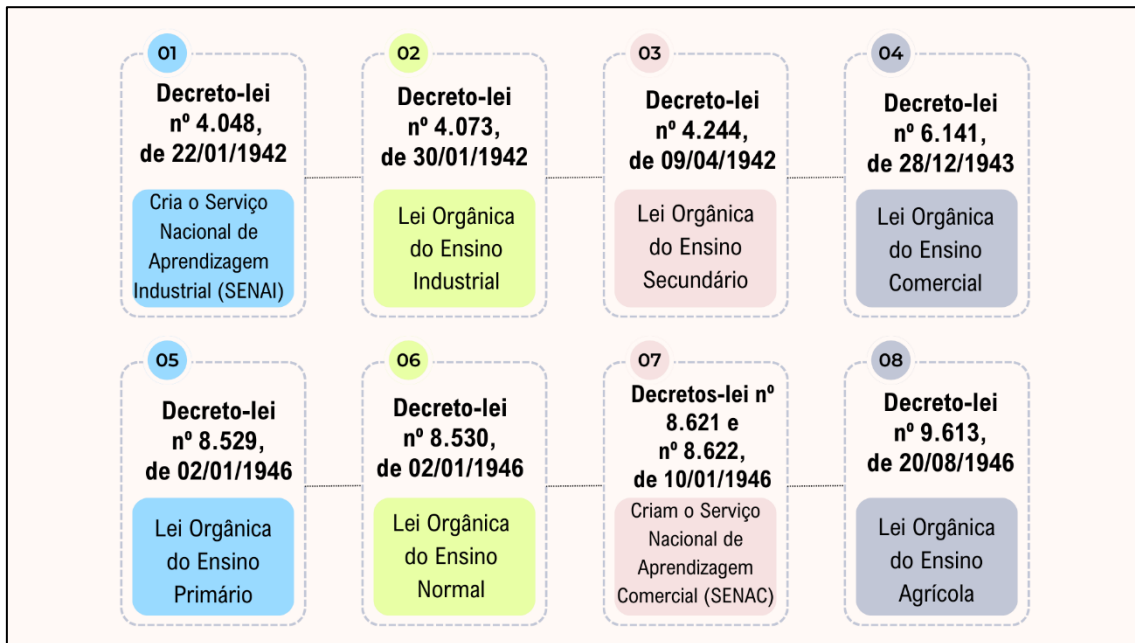 01
Decreto-lei
nº 4.048,
de 22/01/1942
Cria o Serviço
Nacional de
Aprendizagem
Industrial (SENAI)
02
Decreto-lei
nº 4.073,
de 30/01/1942
Lei Orgânica
do Ensino
Industrial
03
Decreto-lei
nº 4.244,
de 09/04/1942
Lei Orgânica
do Ensino
Secundário
04
Decreto-lei
nº 6.141,
de 28/12/1943
Lei Orgânica
do Ensino
Comercial
05
Decreto-lei
nº 8.529,
de 02/01/1946
Lei Orgânica
do Ensino
Primário
06
Decreto-lei
nº 8.530,
de 02/01/1946
Lei Orgânica
do Ensino
Normal
07
Decretos-lei nº
8.621 e
nº 8.622,
de 10/01/1946
Criam o Serviço
Nacional de
Aprendizagem
Comercial (SENAC)
08
Decreto-lei
nº 9.613,
de 20/08/1946
Lei Orgânica
do Ensino
Agrícola